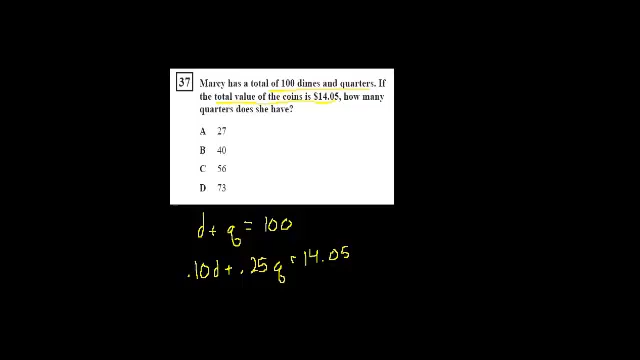 37 Marcy has a total of 100 dimes and quarters. If
the total value of the coins is $14.05, how many
quarters does she have?
A 27
B 40
C 56
D 73
d + q = 100
.10d + .25q = 14.05